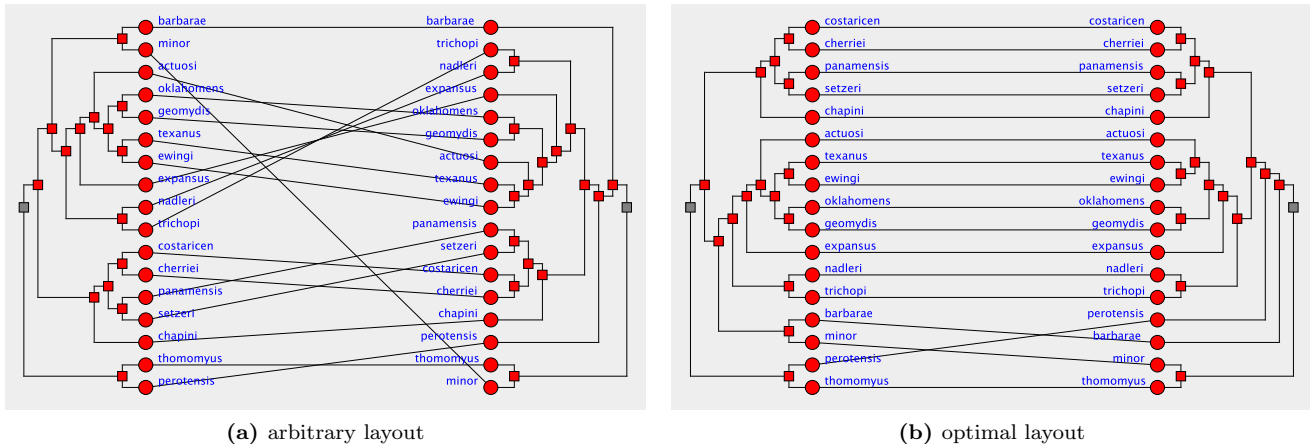 barbarae barbarae
minor trichopi
actuosi nadleri
oklahomens expansus
geomydis oklahomens
texanus geomydis
ewingi actuosi
expansus texanus
nadleri ewingi
trichopi panamensis
costaricen setzeri
cherriei costaricen
panamensis cherriei
setzeri chapini
chapini perotensis
thomomyus thomomyus
perotensis minor
(a) arbitrary layout
costaricen costaricen
cherriei cherriei
panamensis panamensis
setzeri setzeri
chapini chapini
actuosi actuosi
texanus texanus
ewingi ewingi
oklahomens oklahomens
geomydis geomydis
expansus expansus
nadleri nadleri
trichopi trichopi
barbarae perotensis
minor barbarae
perotensis minor
thomomyus thomomyus
(b) optimal layout